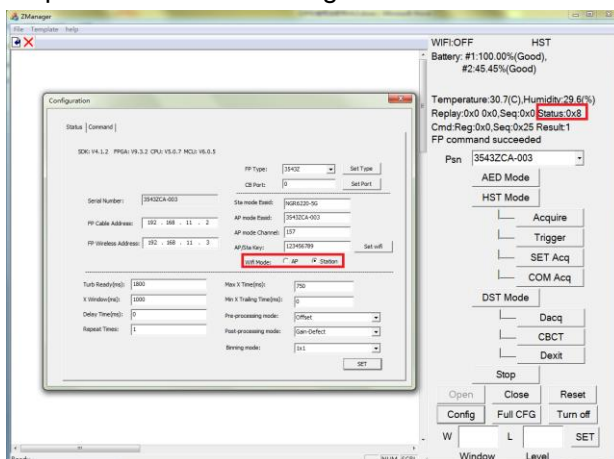 ZManager
File Template help
Configuration
Status Command
SDK: V4.1.2 FPGA: V9.3.2 CPU: V5.0.7 MCU: V6.0.5
FP Type: 35432 Set Type
CB Port: 0 Set Port
Serial Number: 3543ZCA-003
FP Cable Address: 192 . 168 . 11 . 2
FP Wireless Address: 192 . 168 . 11 . 3
Sta mode Essid: NGR6220-5G
AP mode Essid: 3543ZCA-003
AP mode Channel: 157
AP/Sta Key: 123456789 Set wifi
Wifi Mode: AP Station
Turb Ready(ms): 1800
X Window(ms): 1000
Delay Time(ms): 0
Repeat Times: 1
Max X Time(ms): 750
Min X Trailing Time(ms): 0
Pre-processing mode: Offset
Post-processing mode: Gain-Defect
Binning mode: 1x1
SET
WIFI:OFF HST
Battery: #1:100.00%(Good),
#2:45.45%(Good)
Temperature:30.7(C),Humidity:29.6(%)
Replay:0x0 0x0,Seq:0x0,Status:0x8
Cmd:Reg:0x0,Seq:0x25 Result:1
FP command succeeded
Psn 3543ZCA-003
AED Mode
HST Mode
Acquire
Trigger
SET Acq
COM Acq
DST Mode
Dacq
CBCT
Dexit
Stop
Open Close Reset
Config Full CFG Turn off
W L SET
Window Level
Ready